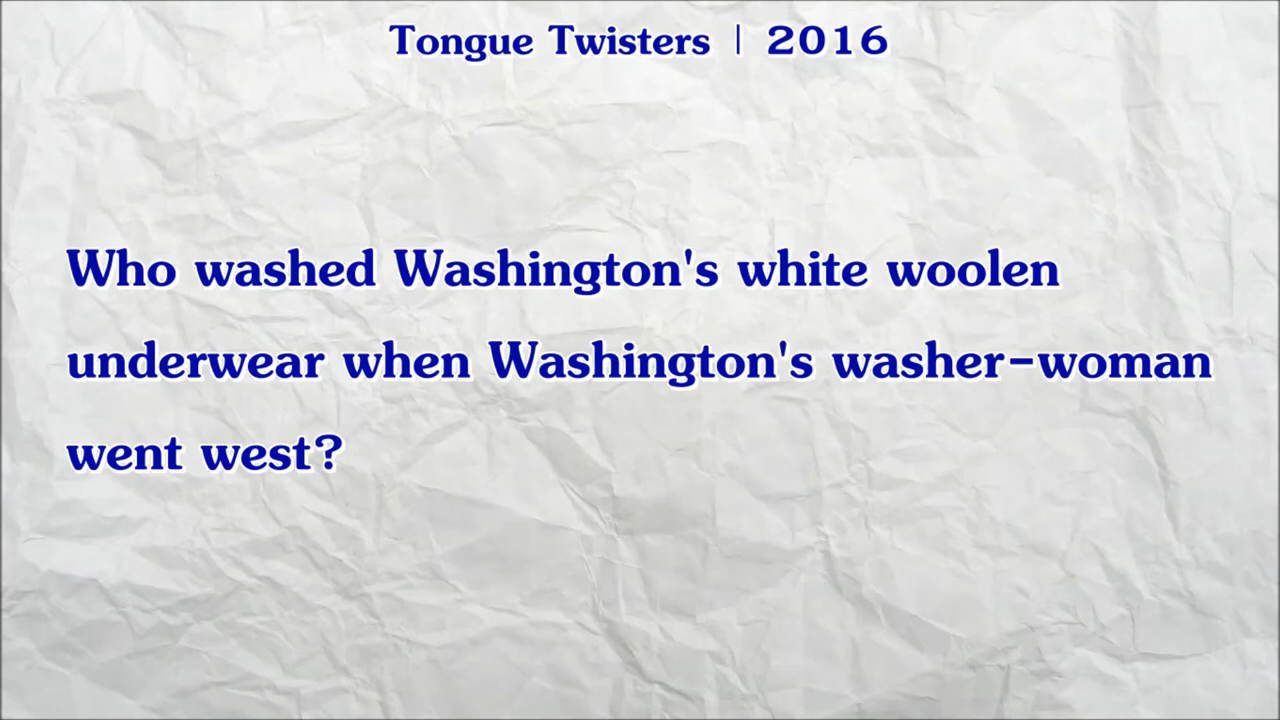 Tongue Twisters | 2016
Who washed Washington's white woolen
underwear when Washington's washer-woman
went west?